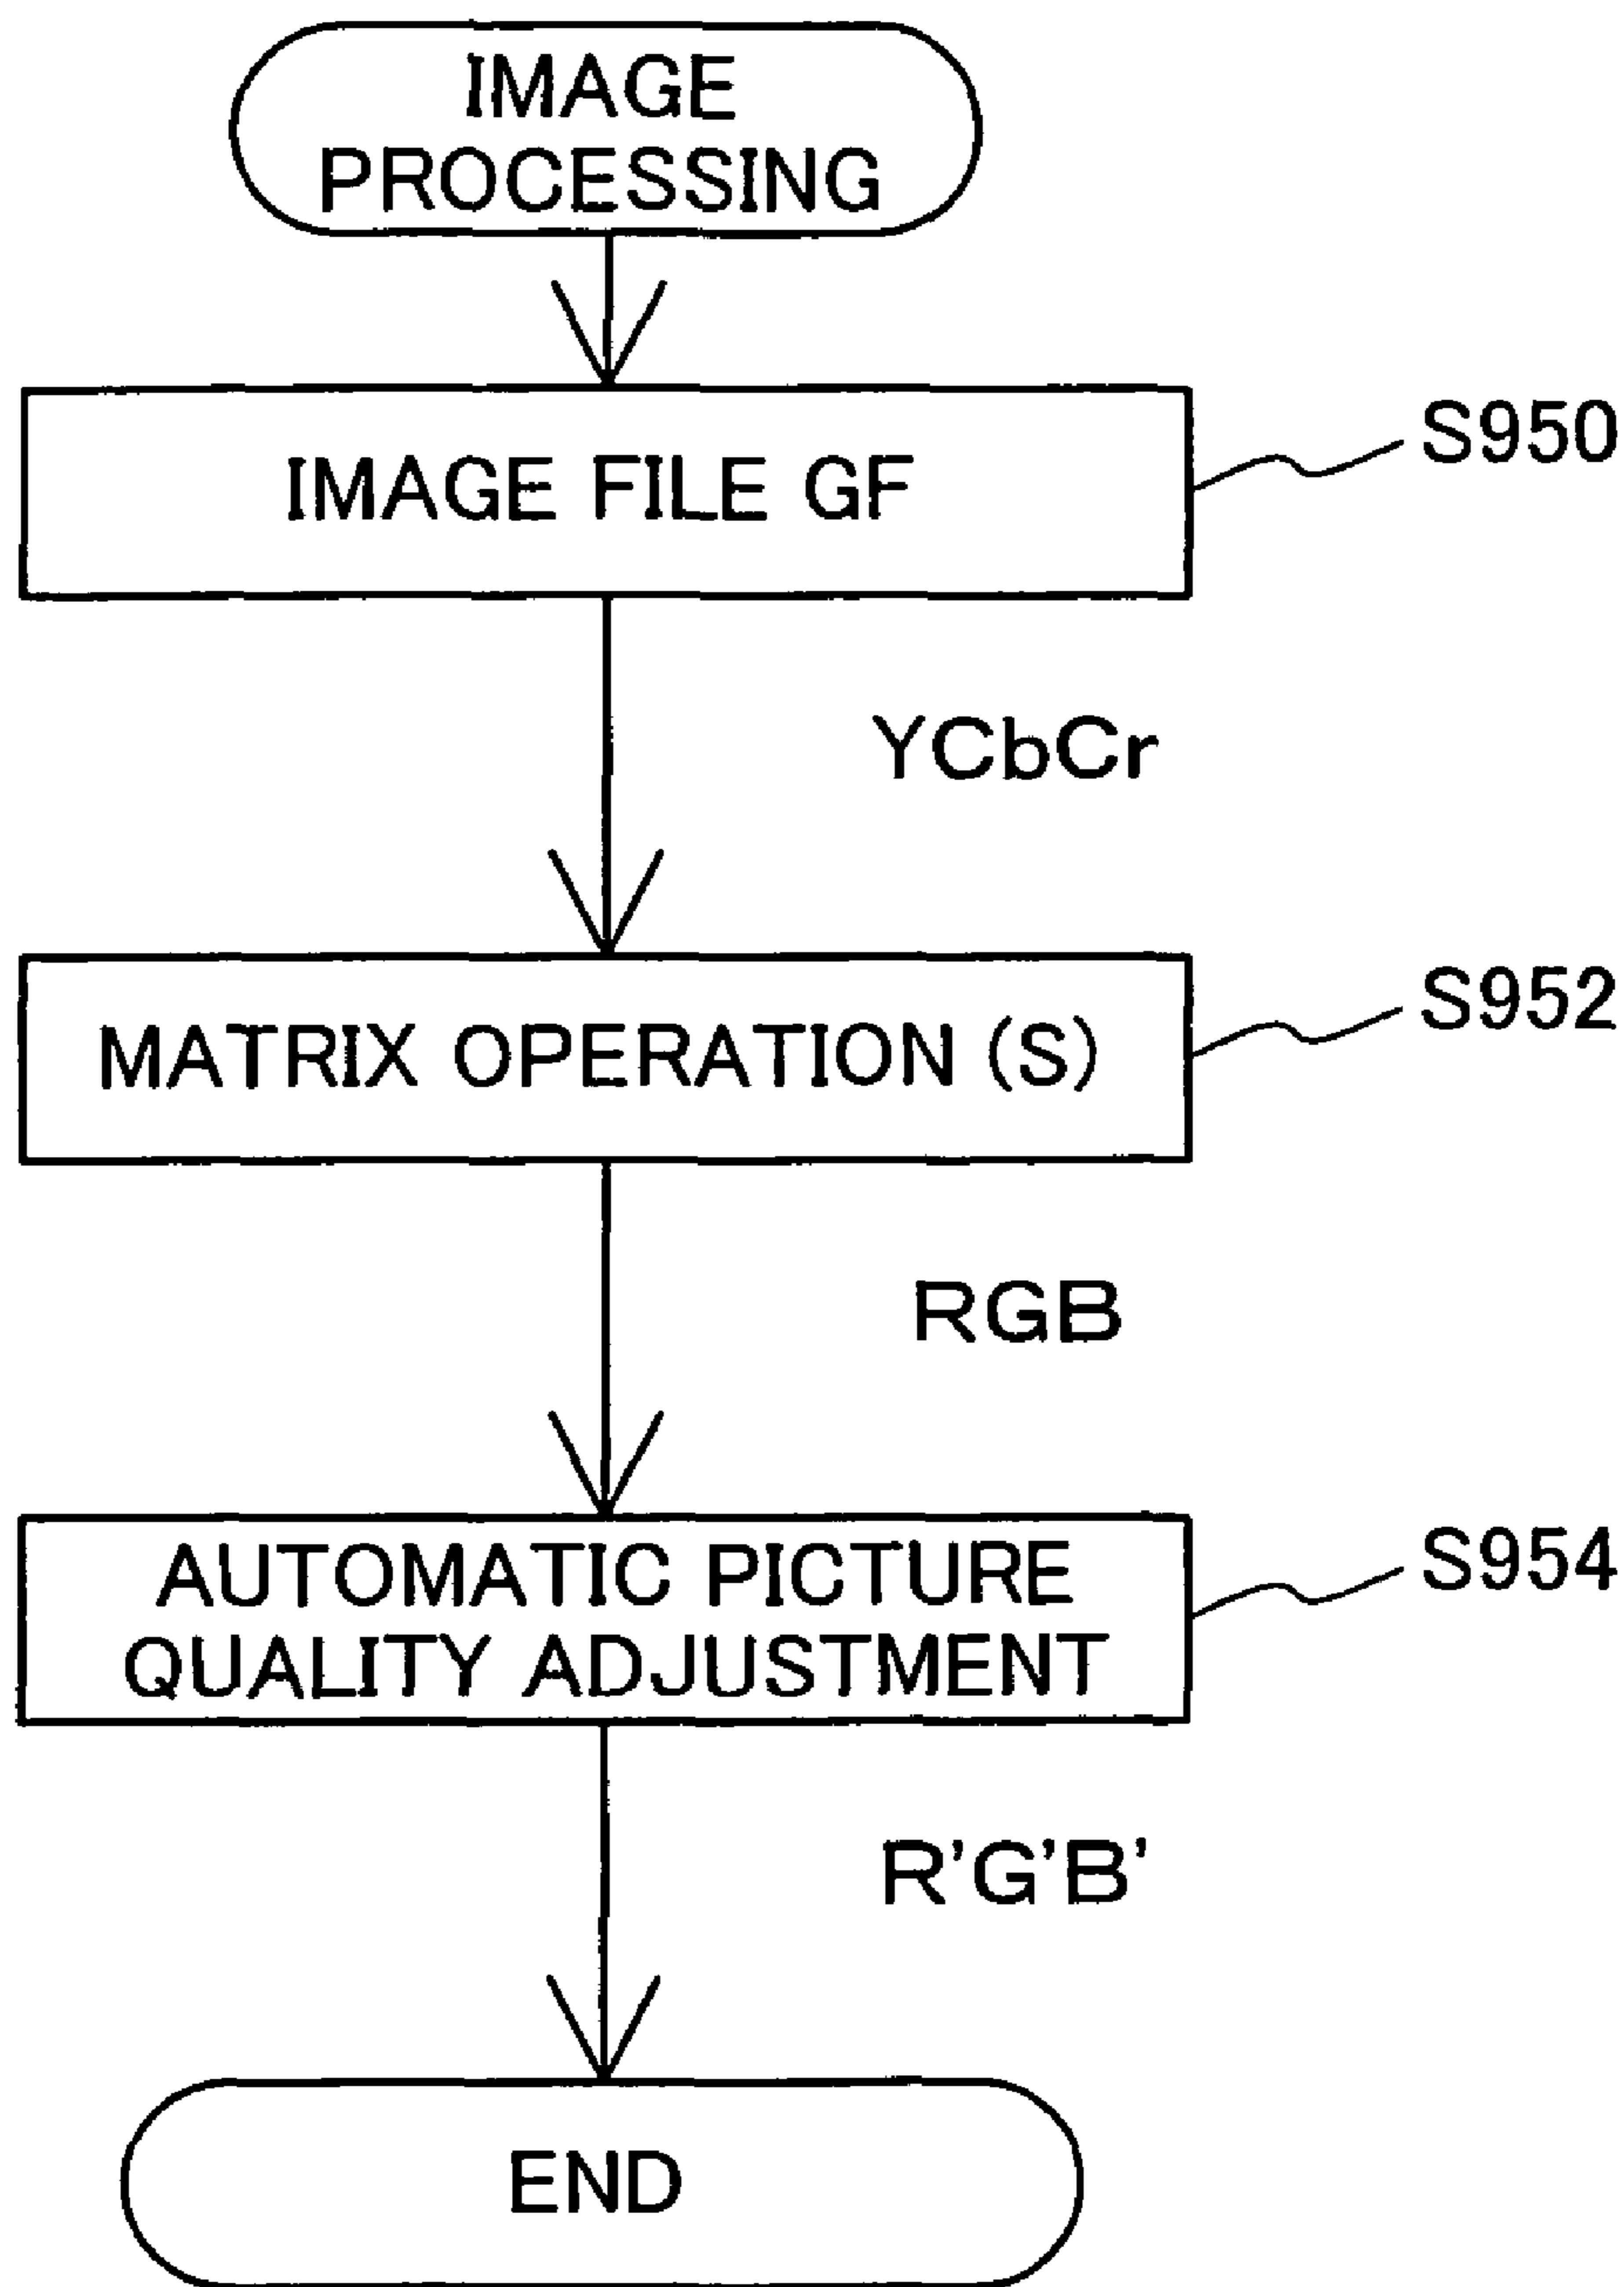 IMAGE
PROCESSING
S950
IMAGE FILE GF
YCbCr
S952
MATRIX OPERATION (S)
RGB
S954
AUTOMATIC PICTURE
QUALITY ADJUSTMENT
R'G'B'
END